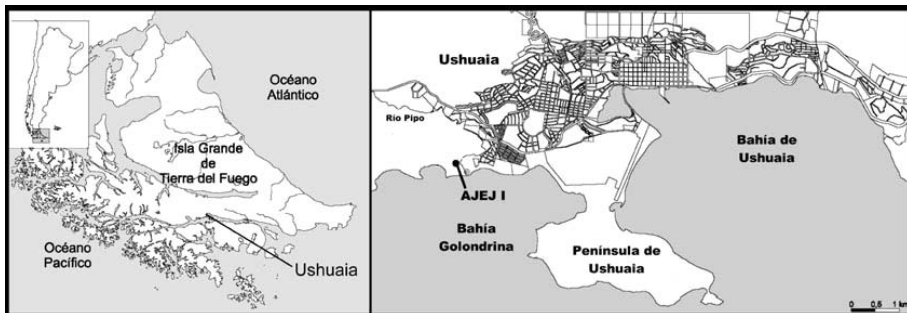 Océano
Atlántico
Isla Grande
de
Tierra del Fuego
Océano
Pacífico
Ushuaia
Ushuaia
Río Pipo
AJEJ I
Bahía
Golondrina
Bahía de
Ushuaia
Península de
Ushuaia
0 0,5 1 km